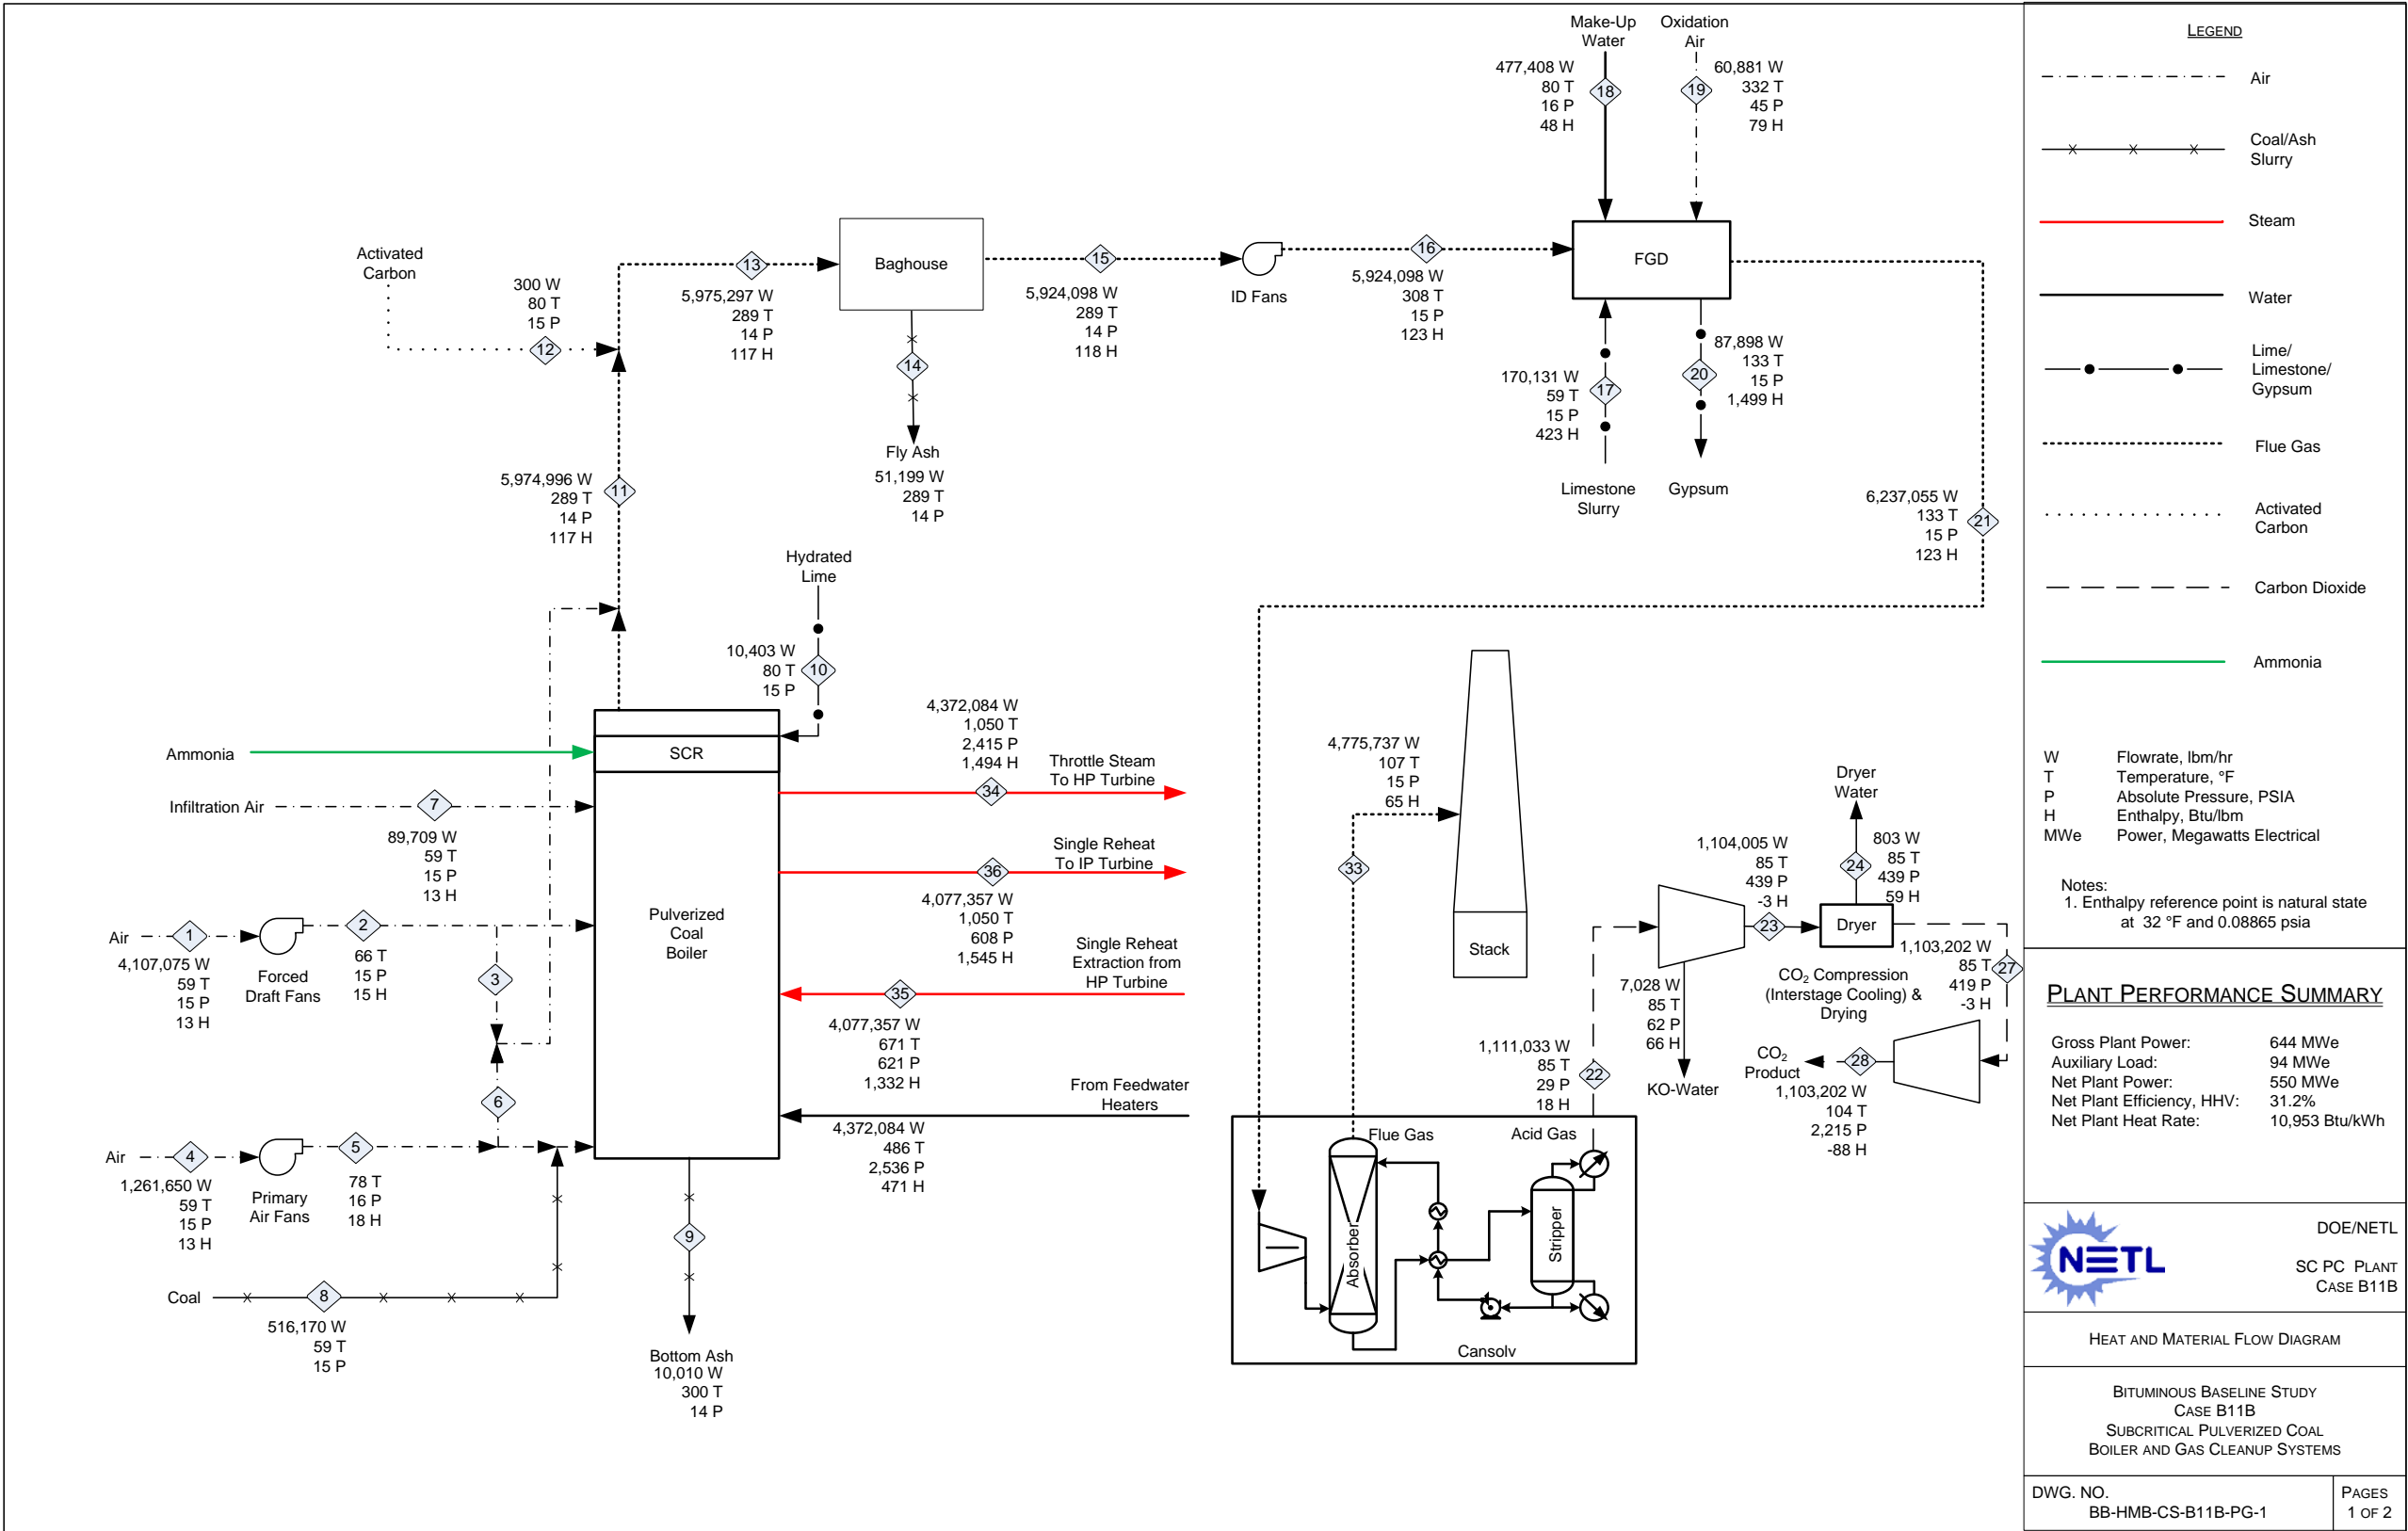 Make-Up
Water
477,408 W
80 T
16 P
48 H
18
Oxidation
Air
60,881 W
332 T
45 P
79 H
19
Activated
Carbon
300 W
80 T
15 P
12
13
5,975,297 W
289 T
14 P
117 H
Baghouse
15
5,924,098 W
289 T
14 P
118 H
ID Fans
16
5,924,098 W
308 T
15 P
123 H
FGD
14
Fly Ash
51,199 W
289 T
14 P
170,131 W
59 T
15 P
423 H
17
Limestone
Slurry
87,898 W
133 T
15 P
1,499 H
20
Gypsum
5,974,996 W
289 T
14 P
117 H
11
6,237,055 W
133 T
15 P
123 H
21
Hydrated
Lime
10,403 W
80 T
15 P
10
Ammonia
SCR
Infiltration Air
7
89,709 W
59 T
15 P
13 H
Air
1
4,107,075 W
59 T
15 P
13 H
Forced
Draft Fans
2
66 T
15 P
15 H
3
6
Air
4
1,261,650 W
59 T
15 P
13 H
Primary
Air Fans
5
78 T
16 P
18 H
Coal
8
516,170 W
59 T
15 P
Pulverized
Coal
Boiler
9
Bottom Ash
10,010 W
300 T
14 P
4,372,084 W
1,050 T
2,415 P
1,494 H
34
Throttle Steam
To HP Turbine
Single Reheat
To IP Turbine
36
4,077,357 W
1,050 T
608 P
1,545 H
Single Reheat
Extraction from
HP Turbine
35
4,077,357 W
671 T
621 P
1,332 H
From Feedwater
Heaters
4,372,084 W
486 T
2,536 P
471 H
4,775,737 W
107 T
15 P
65 H
33
Stack
Flue Gas
Acid Gas
Absorber
Stripper
Cansolv
1,111,033 W
85 T
29 P
18 H
22
7,028 W
85 T
62 P
66 H
KO-Water
1,104,005 W
85 T
439 P
-3 H
23
Dryer
Water
803 W
85 T
439 P
59 H
24
Dryer
CO2 Compression
(Interstage Cooling) &
Drying
1,103,202 W
85 T
419 P
-3 H
27
CO2
Product
28
1,103,202 W
104 T
2,215 P
-88 H
LEGEND
Air
Coal/Ash
Slurry
Steam
Water
Lime/
Limestone/
Gypsum
Flue Gas
Activated
Carbon
Carbon Dioxide
Ammonia
W Flowrate, lbm/hr
T Temperature, °F
P Absolute Pressure, PSIA
H Enthalpy, Btu/lbm
MWe Power, Megawatts Electrical
Notes:
1. Enthalpy reference point is natural state
at 32 °F and 0.08865 psia
PLANT PERFORMANCE SUMMARY
Gross Plant Power: 644 MWe
Auxiliary Load: 94 MWe
Net Plant Power: 550 MWe
Net Plant Efficiency, HHV: 31.2%
Net Plant Heat Rate: 10,953 Btu/kWh
NETL
DOE/NETL
SC PC PLANT
CASE B11B
HEAT AND MATERIAL FLOW DIAGRAM
BITUMINOUS BASELINE STUDY
CASE B11B
SUBCRITICAL PULVERIZED COAL
BOILER AND GAS CLEANUP SYSTEMS
DWG. NO.
BB-HMB-CS-B11B-PG-1
PAGES
1 OF 2